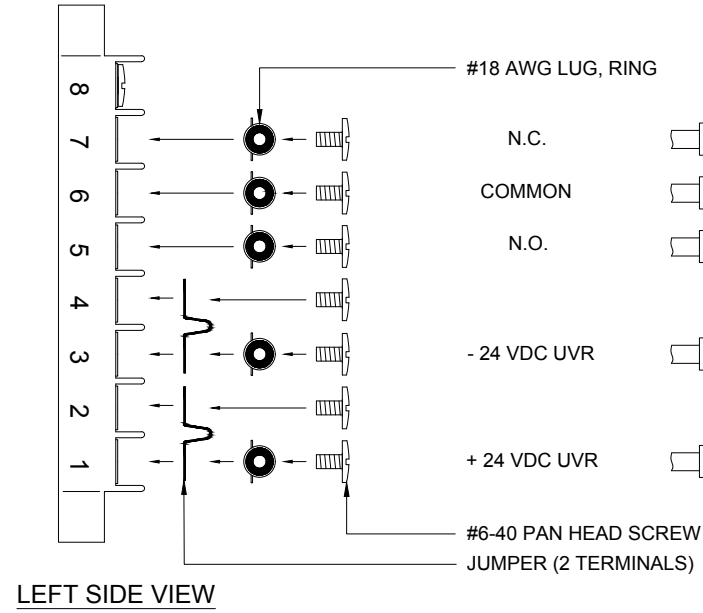 #18 AWG LUG, RING
8
7
N.C.
6
COMMON
5
N.O.
4
3
- 24 VDC UVR
2
1
+ 24 VDC UVR
#6-40 PAN HEAD SCREW
JUMPER (2 TERMINALS)
LEFT SIDE VIEW